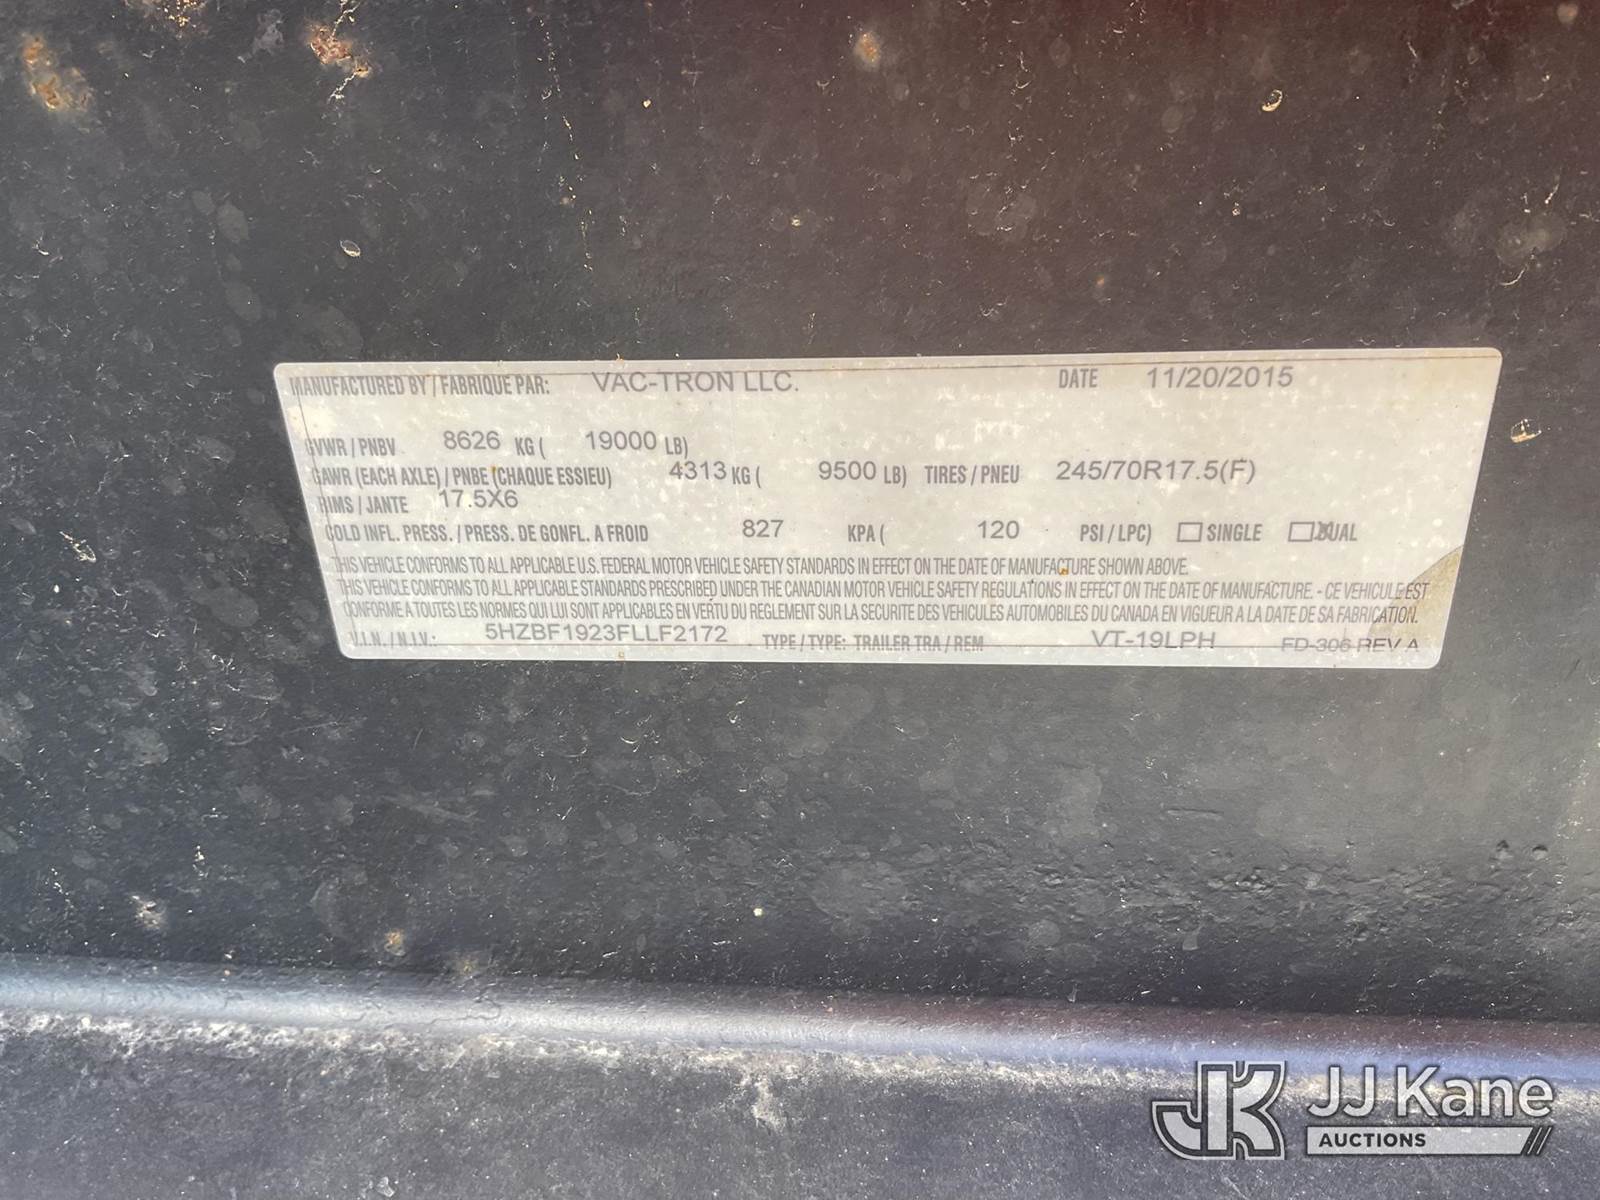 MANUFACTURED BY / FABRIQUE PAR: VAC-TRON LLC. DATE 11/20/2015
GVWR / PNBV 8626 KG ( 19000 LB)
GAWR (EACH AXLE) / PNBE (CHAQUE ESSIEU) 4313 KG ( 9500 LB) TIRES / PNEU 245/70R17.5(F)
RIMS / JANTE 17.5X6
COLD INFL. PRESS. / PRESS. DE GONFL. A FROID 827 KPA ( 120 PSI / LPC) SINGLE DUAL
THIS VEHICLE CONFORMS TO ALL APPLICABLE U.S. FEDERAL MOTOR VEHICLE SAFETY STANDARDS IN EFFECT ON THE DATE OF MANUFACTURE SHOWN ABOVE.
THIS VEHICLE CONFORMS TO ALL APPLICABLE STANDARDS PRESCRIBED UNDER THE CANADIAN MOTOR VEHICLE SAFETY REGULATIONS IN EFFECT ON THE DATE OF MANUFACTURE. - CE VEHICULE EST
CONFORME A TOUTES LES NORMES QUI LUI SONT APPLICABLES EN VERTU DU REGLEMENT SUR LA SECURITE DES VEHICULES AUTOMOBILES DU CANADA EN VIGUEUR A LA DATE DE SA FABRICATION.
V.I.N. / N.I.V.: 5HZBF1923FLLF2172 TYPE / TYPE: TRAILER TRA / REM VT-19LPH FD-306 REV A
JK JJ Kane
AUCTIONS